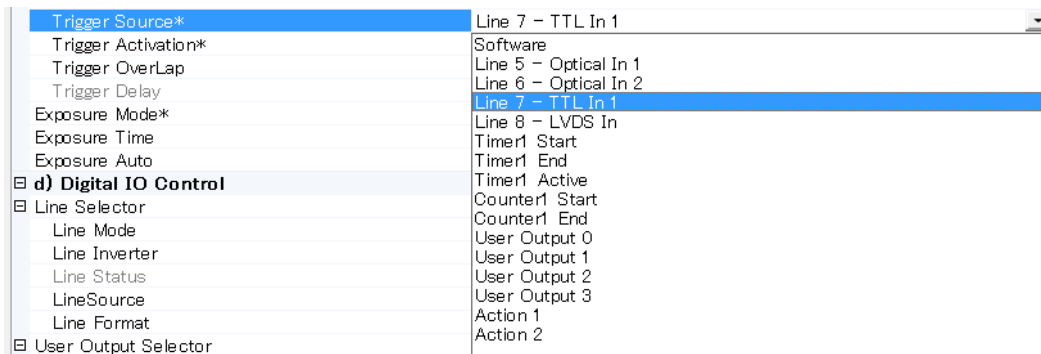 Trigger Source* Line 7 - TTL In 1
Trigger Activation*
Trigger OverLap
Trigger Delay
Exposure Mode*
Exposure Time
Exposure Auto
d) Digital IO Control
Line Selector
Line Mode
Line Inverter
Line Status
LineSource
Line Format
User Output Selector
Software
Line 5 - Optical In 1
Line 6 - Optical In 2
Line 7 - TTL In 1
Line 8 - LVDS In
Timer1 Start
Timer1 End
Timer1 Active
Counter1 Start
Counter1 End
User Output 0
User Output 1
User Output 2
User Output 3
Action 1
Action 2